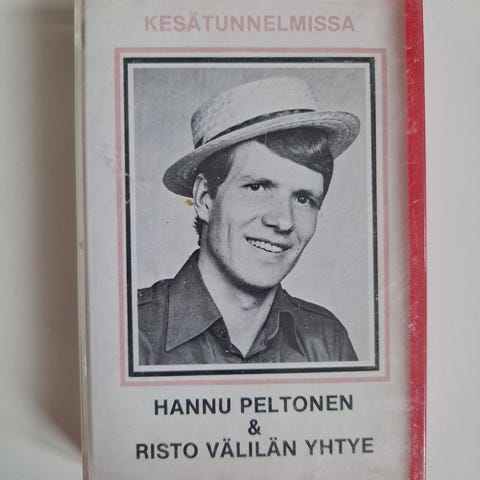 KESÄTUNNELMISSA
HANNU PELTONEN
&
RISTO VÄLILÄN YHTYE